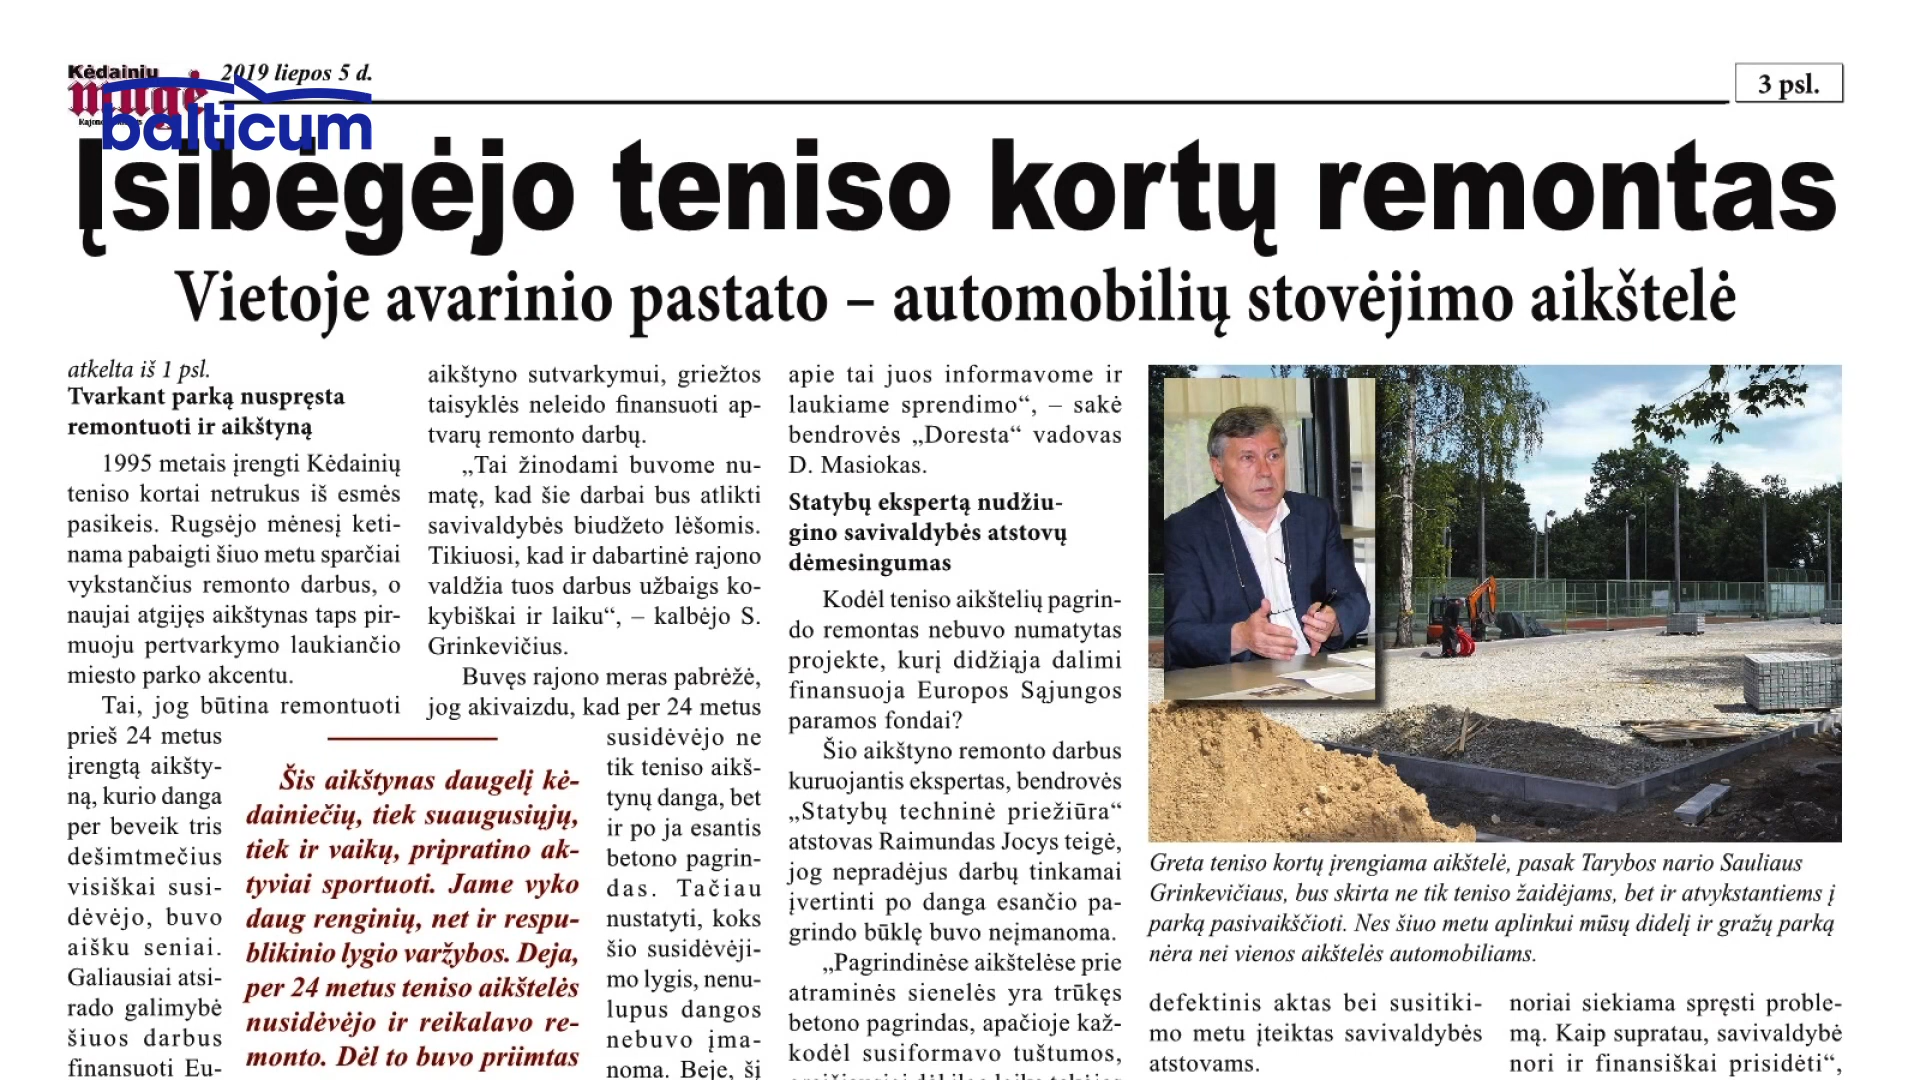 Kėdainių
mugė
2019 liepos 5 d.
3 psl.
balticum
Įsibėgėjo teniso kortų remontas
Vietoje avarinio pastato – automobilių stovėjimo aikštelė
atkelta iš 1 psl.
Tvarkant parką nuspręsta
remontuoti ir aikštyną
1995 metais įrengti Kėdainių
teniso kortai netrukus iš esmės
pasikeis. Rugsėjo mėnesį keti-
nama pabaigti šiuo metu sparčiai
vykstančius remonto darbus, o
naujai atgijęs aikštynas taps pir-
muoju pertvarkymo laukiančio
miesto parko akcentu.
Tai, jog būtina remontuoti
prieš 24 metus
įrengtą aikšty-
ną, kurio danga
per beveik tris
dešimtmečius
visiškai susi-
dėvėjo, buvo
aišku seniai.
Galiausiai atsi-
rado galimybė
šiuos darbus
finansuoti Eu-
Šis aikštynas daugelį kė-
dainiečių, tiek suaugusiųjų,
tiek ir vaikų, pripratino ak-
tyviai sportuoti. Jame vyko
daug renginių, net ir respu-
blikinio lygio varžybos. Deja,
per 24 metus teniso aikštelės
nusidėvėjo ir reikalavo re-
monto. Dėl to buvo priimtas
aikštyno sutvarkymui, griežtos
taisyklės neleido finansuoti ap-
tvarų remonto darbų.
„Tai žinodami buvome nu-
matę, kad šie darbai bus atlikti
savivaldybės biudžeto lėšomis.
Tikiuosi, kad ir dabartinė rajono
valdžia tuos darbus užbaigs ko-
kybiškai ir laiku“, – kalbėjo S.
Grinkevičius.
Buvęs rajono meras pabrėžė,
jog akivaizdu, kad per 24 metus
susidėvėjo ne
tik teniso aikš-
tynų danga, bet
ir po ja esantis
betono pagrin-
das. Tačiau
nustatyti, koks
šio susidėvėji-
mo lygis, nenu-
lupus dangos
nebuvo įma-
noma. Beje, šį
apie tai juos informavome ir
laukiame sprendimo“, – sakė
bendrovės „Doresta“ vadovas
D. Masiokas.
Statybų ekspertą nudžiu-
gino savivaldybės atstovų
dėmesingumas
Kodėl teniso aikštelių pagrin-
do remontas nebuvo numatytas
projekte, kurį didžiąja dalimi
finansuoja Europos Sąjungos
paramos fondai?
Šio aikštyno remonto darbus
kuruojantis ekspertas, bendrovės
„Statybų techninė priežiūra“
atstovas Raimundas Jocys teigė,
jog nepradėjus darbų tinkamai
įvertinti po danga esančio pa-
grindo būklę buvo neįmanoma.
„Pagrindinėse aikštelėse prie
atraminės sienelės yra trūkęs
betono pagrindas, apačioje kaž-
kodėl susiformavo tuštumos,
Greta teniso kortų įrengiama aikštelė, pasak Tarybos nario Sauliaus
Grinkevičiaus, bus skirta ne tik teniso žaidėjams, bet ir atvykstantiems į
parką pasivaikščioti. Nes šiuo metu aplinkui mūsų didelį ir gražų parką
nėra nei vienos aikštelės automobiliams.
defektinis aktas bei susitiki-
mo metu įteiktas savivaldybės
atstovams.
noriai siekiama spręsti proble-
mą. Kaip supratau, savivaldybė
nori ir finansiškai prisidėti“,